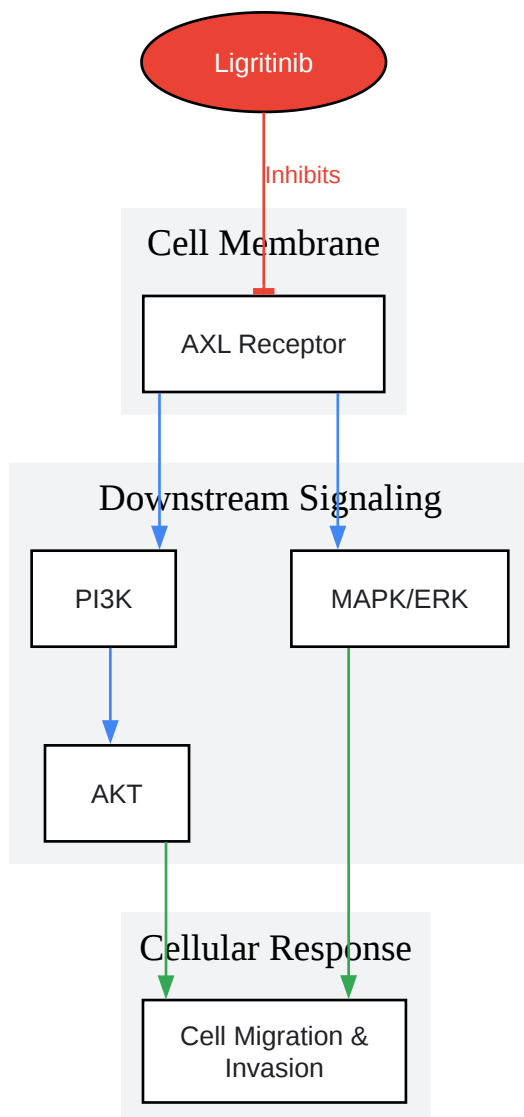 Ligritinib
Inhibits
Cell Membrane
AXL Receptor
Downstream Signaling
PI3K
MAPK/ERK
AKT
Cellular Response
Cell Migration &
Invasion